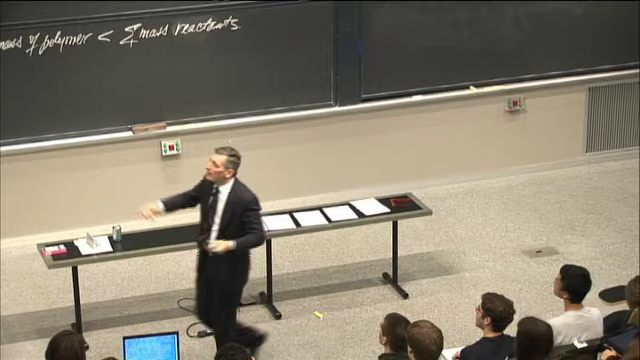 mass of polymer < Σ mass reactants.